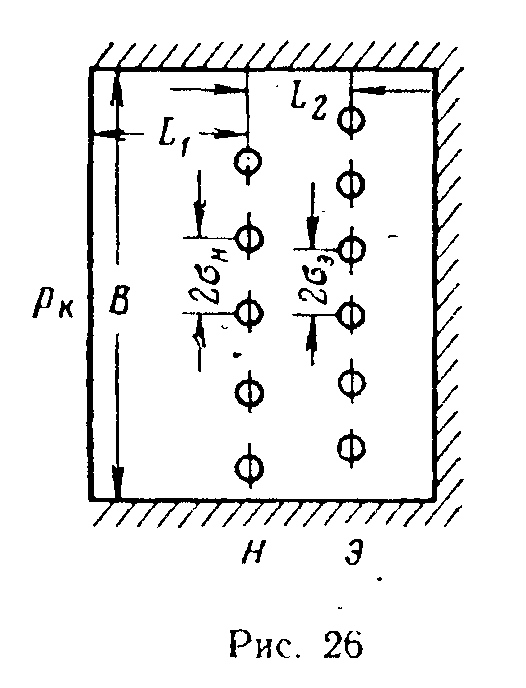 L₂
L₁
2σн
2σэ
Pк B
Н Э
Рис. 26